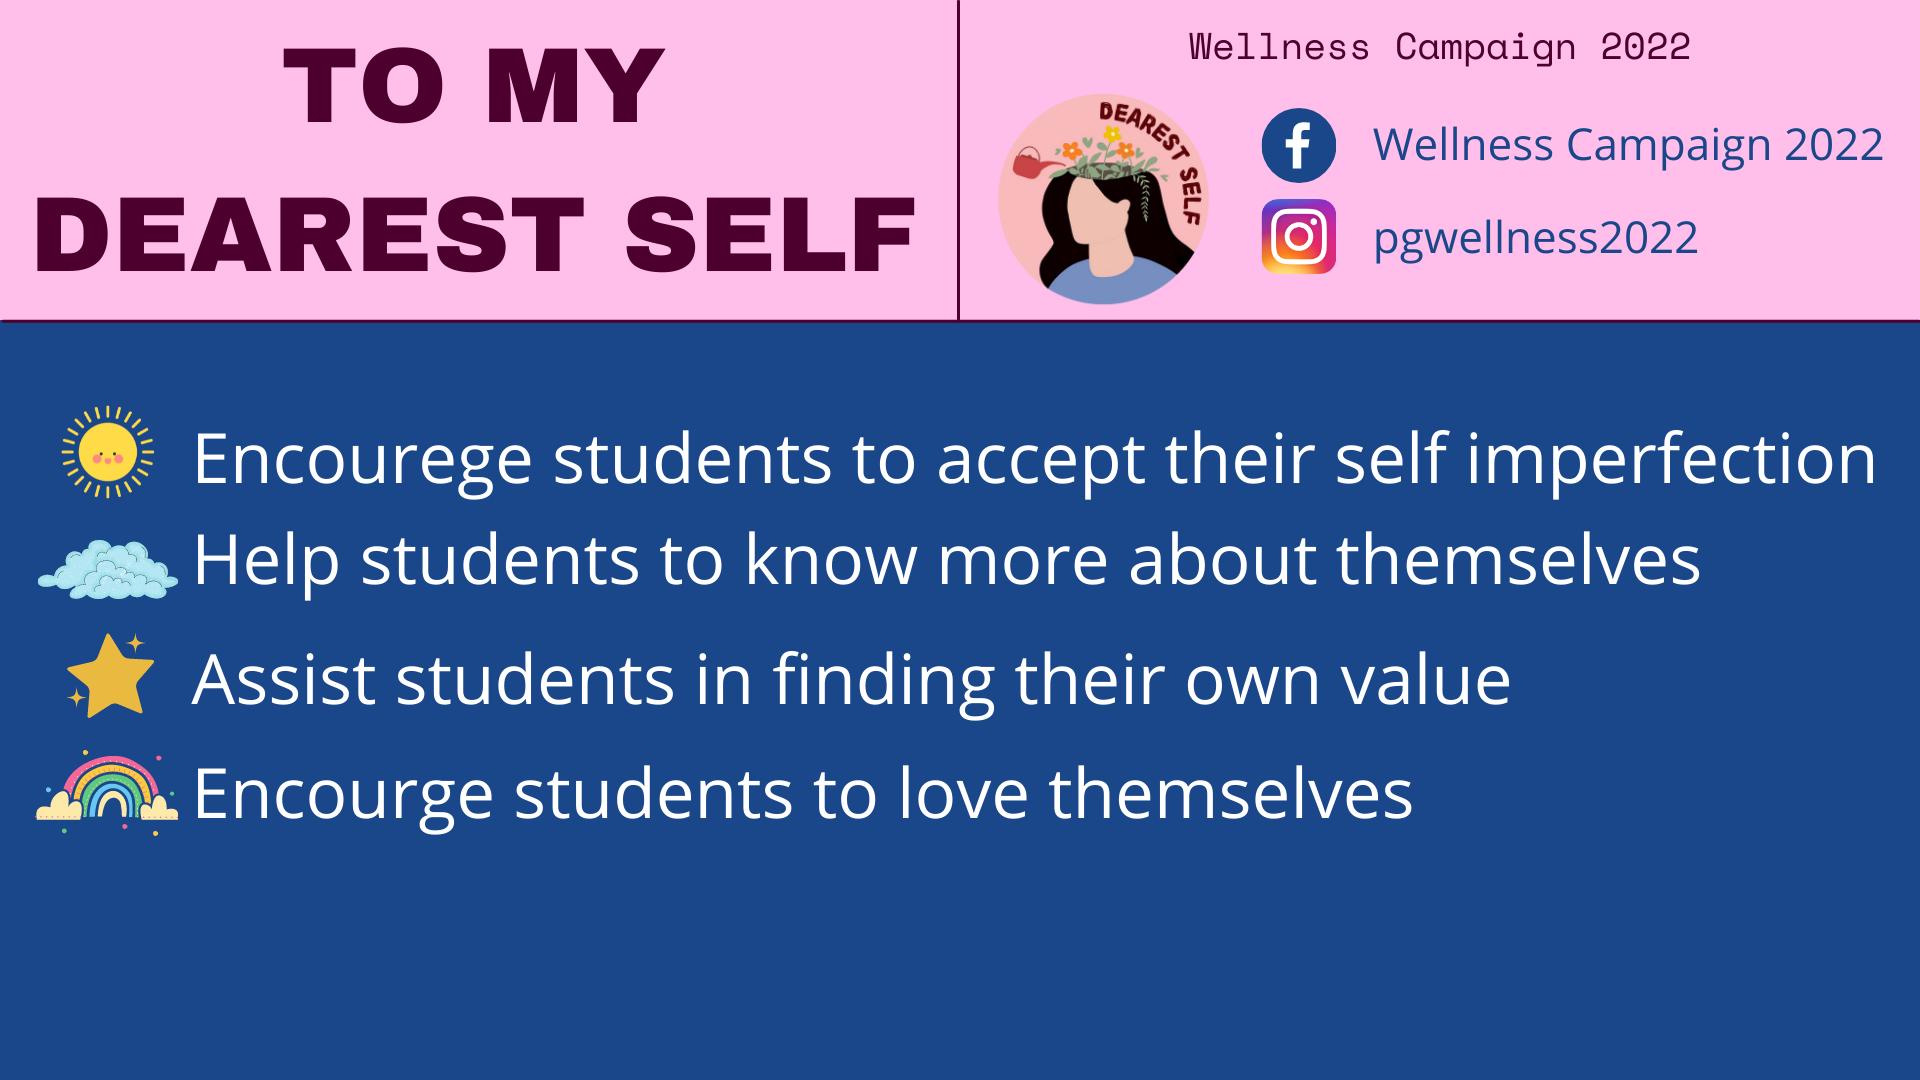 TO MY
DEAREST SELF
Wellness Campaign 2022
DEAREST SELF
Wellness Campaign 2022
pgwellness2022
Encourege students to accept their self imperfection
Help students to know more about themselves
Assist students in finding their own value
Encourge students to love themselves